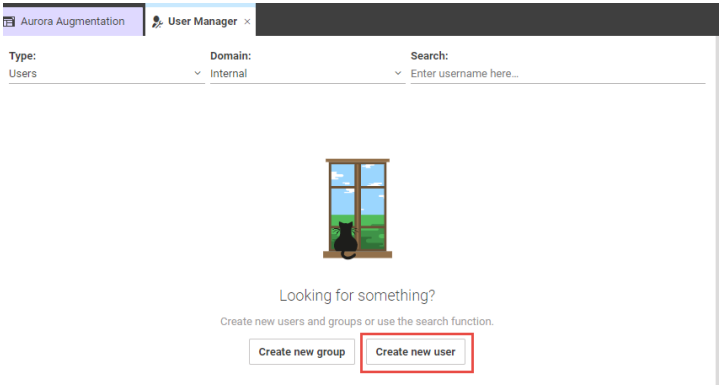 Aurora Augmentation User Manager ×
Type: Domain: Search:
Users Internal Enter username here...
Looking for something?
Create new users and groups or use the search function.
Create new group Create new user